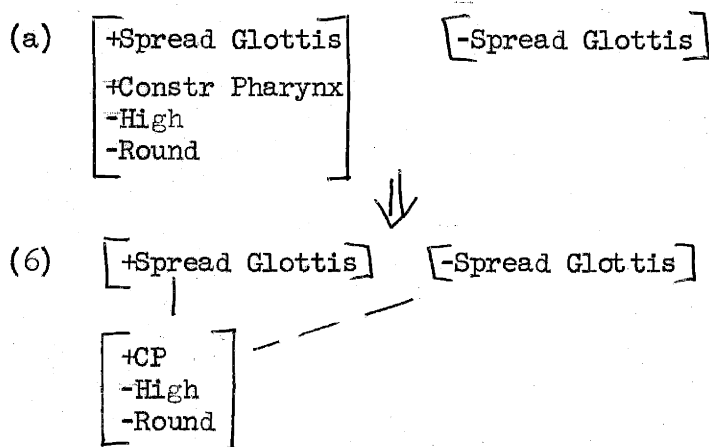 (a) +Spread Glottis -Spread Glottis
+Constr Pharynx
-High
-Round
(6) +Spread Glottis -Spread Glottis
+CP
-High
-Round